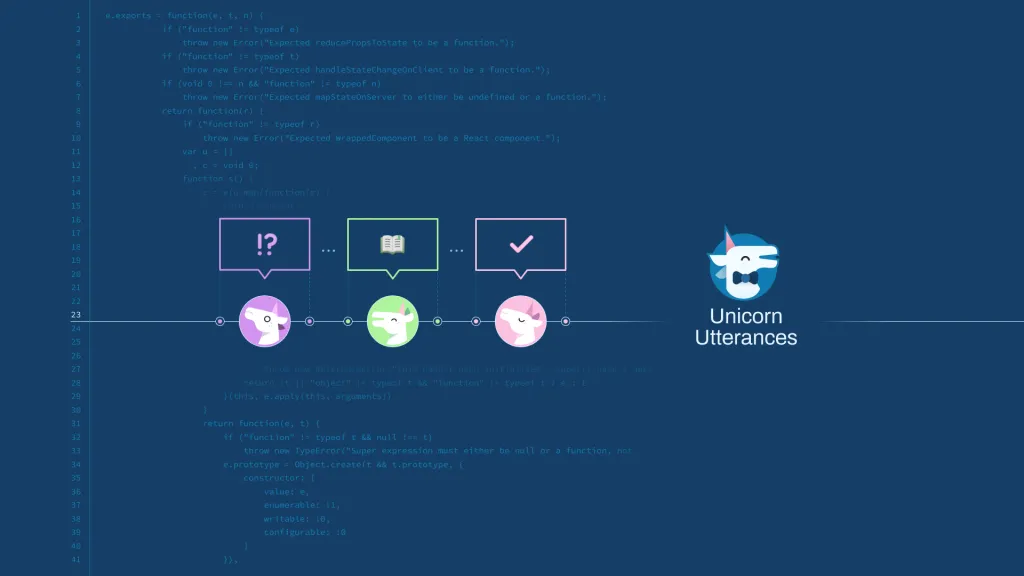 1 e.exports = function(e, t, n) {
2 if ("function" != typeof e)
3 throw new Error("Expected reducePropsToState to be a function.");
4 if ("function" != typeof t)
5 throw new Error("Expected handleStateChangeOnClient to be a function.");
6 if (void 0 !== n && "function" != typeof n)
7 throw new Error("Expected mapStateOnServer to either be undefined or a function.");
8 return function(r) {
9 if ("function" != typeof r)
10 throw new Error("Expected WrappedComponent to be a React component.");
11 var u = []
12 , c = void 0;
13 function s() {
14
15
16
17
18
19
20
21
22
23
24
25
26
27
28 return !t || "object" != typeof t && "function" != typeof t ? e : t
29 }(this, e.apply(this, arguments))
30 }
31 return function(e, t) {
32 if ("function" != typeof t && null !== t)
33 throw new TypeError("Super expression must either be null or a function, not
34 e.prototype = Object.create(t && t.prototype, {
35 constructor: {
36 value: e,
37 enumerable: !1,
38 writable: !0,
39 configurable: !0
40 }
41 }),
!?
... ...
Unicorn
Utterances